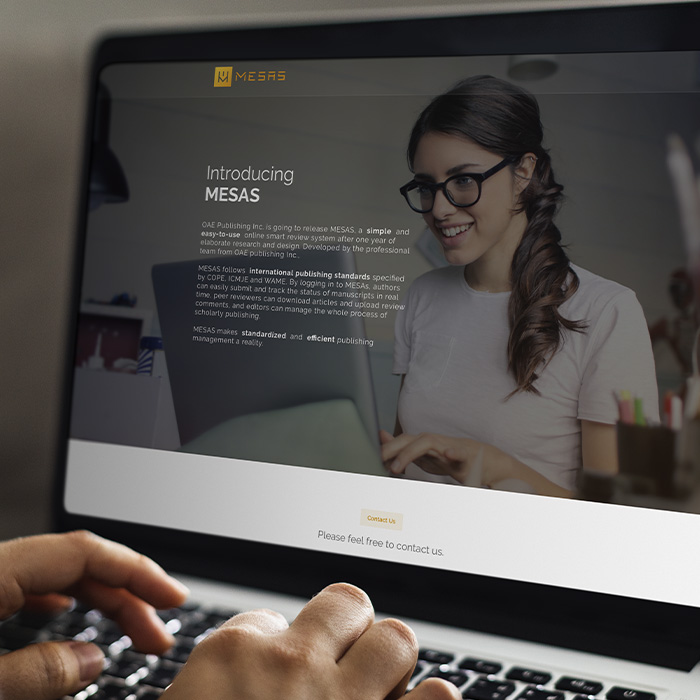 MESAS
Introducing
MESAS
OAE Publishing Inc. is going to release MESAS, a simple and
easy-to-use online smart review system after one year of
elaborate research and design. Developed by the professional
team from OAE publishing Inc..
MESAS follows international publishing standards specified
by COPE, ICMJE and WAME. By logging in to MESAs, authors
can easily submit and track the status of manuscripts in real
time, peer reviewers can download articles and upload review
comments, and editors can manage the whole process of
scholarly publishing.
MESAS makes standardized and efficient publishing
management a reality.
Contact Us
Please feel free to contact us.